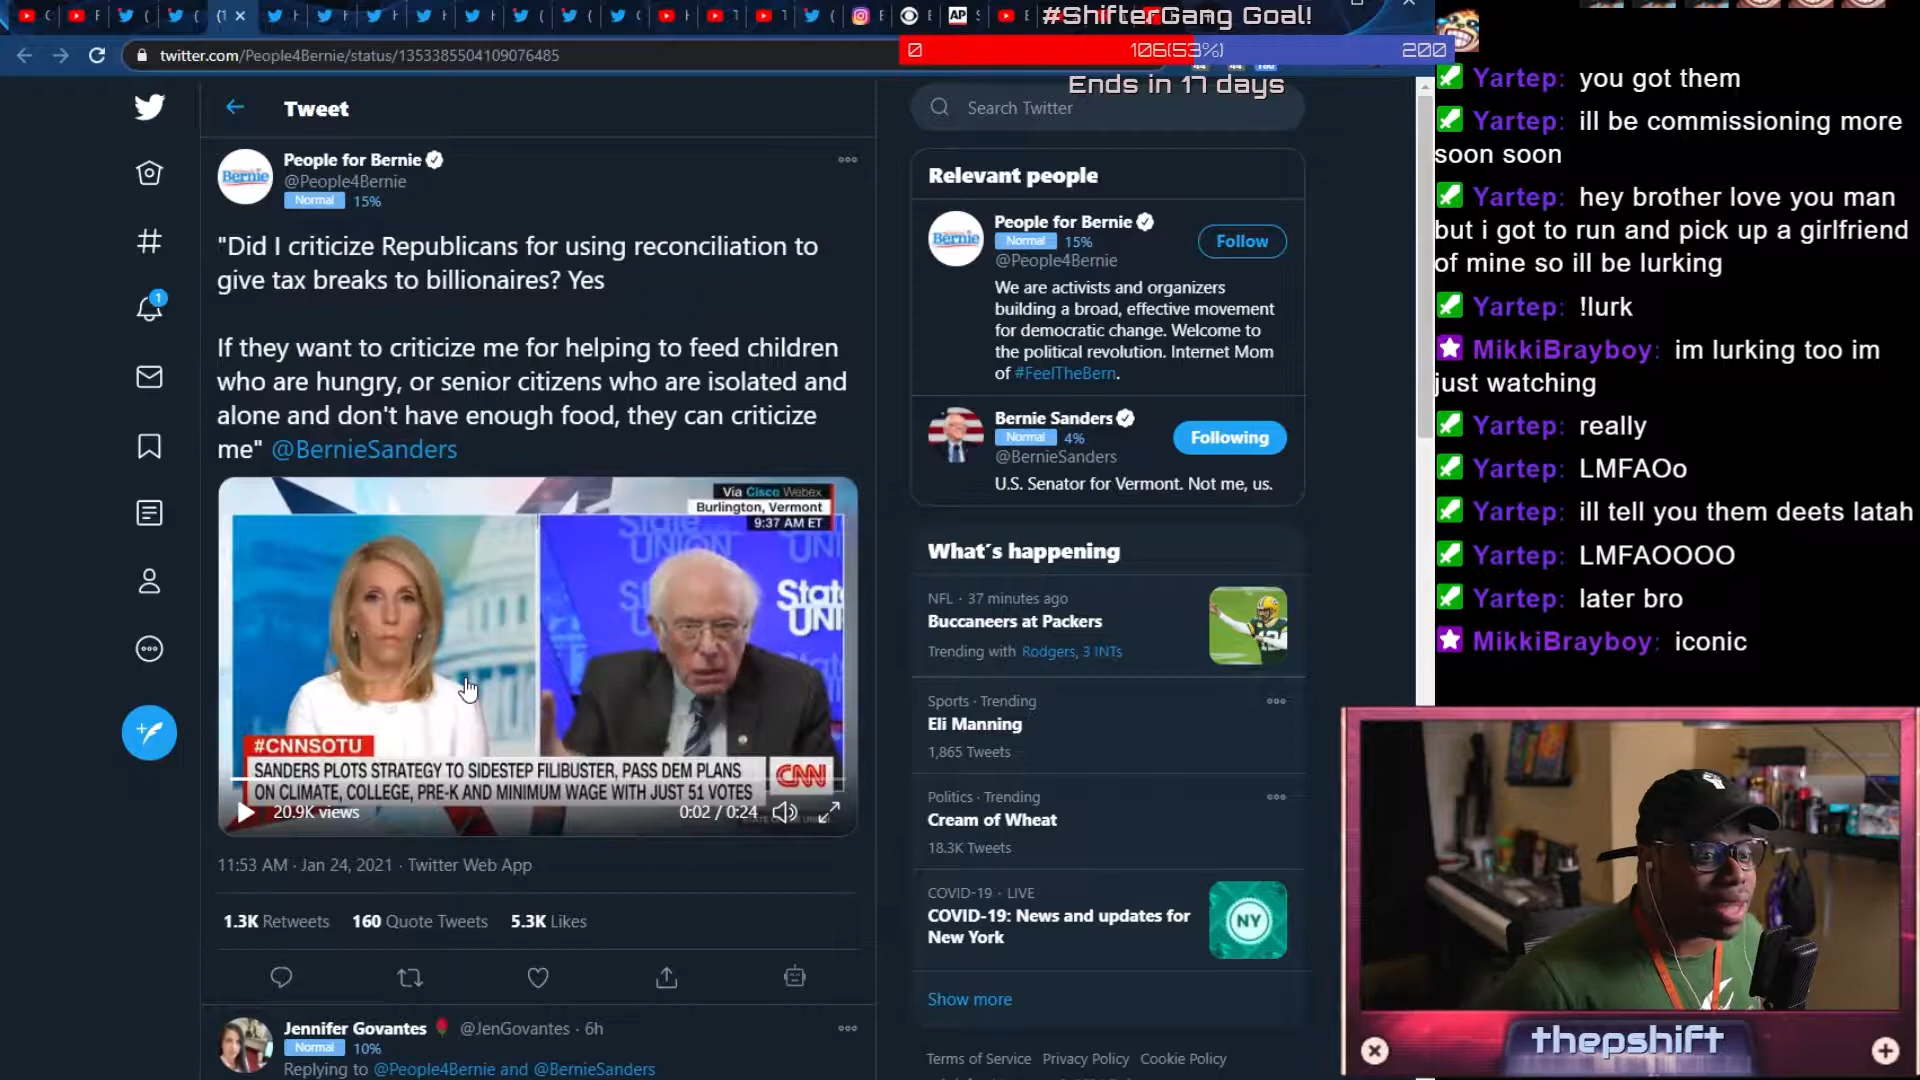 #ShifterGang Goal!
0 106(53%) 200
Ends in 17 days
twitter.com/People4Bernie/status/1353385504109076485
Tweet
Search Twitter
People for Bernie
@People4Bernie
Normal 15%
"Did I criticize Republicans for using reconciliation to
give tax breaks to billionaires? Yes
If they want to criticize me for helping to feed children
who are hungry, or senior citizens who are isolated and
alone and don't have enough food, they can criticize
me" @BernieSanders
Via Cisco Webex
Burlington, Vermont
9:37 AM ET
#CNNSOTU
SANDERS PLOTS STRATEGY TO SIDESTEP FILIBUSTER, PASS DEM PLANS
ON CLIMATE, COLLEGE, PRE-K AND MINIMUM WAGE WITH JUST 51 VOTES
CNN
20.9K views
0:02 / 0:24
11:53 AM · Jan 24, 2021 · Twitter Web App
1.3K Retweets 160 Quote Tweets 5.3K Likes
Jennifer Govantes @JenGovantes · 6h
Normal 10%
Replying to @People4Bernie and @BernieSanders
Relevant people
People for Bernie
Normal 15%
@People4Bernie
Follow
We are activists and organizers
building a broad, effective movement
for democratic change. Welcome to
the political revolution. Internet Mom
of #FeelTheBern.
Bernie Sanders
Normal 4%
@BernieSanders
Following
U.S. Senator for Vermont. Not me, us.
What's happening
NFL · 37 minutes ago
Buccaneers at Packers
Trending with Rodgers, 3 INTs
Sports · Trending
Eli Manning
1,865 Tweets
Politics · Trending
Cream of Wheat
18.3K Tweets
COVID-19 · LIVE
COVID-19: News and updates for
New York
NY
Show more
Terms of Service Privacy Policy Cookie Policy
Yartep: you got them
Yartep: ill be commissioning more
soon soon
Yartep: hey brother love you man
but i got to run and pick up a girlfriend
of mine so ill be lurking
Yartep: !lurk
MikkiBrayboy: im lurking too im
just watching
Yartep: really
Yartep: LMFAOo
Yartep: ill tell you them deets latah
Yartep: LMFAOOOO
Yartep: later bro
MikkiBrayboy: iconic
thepshift